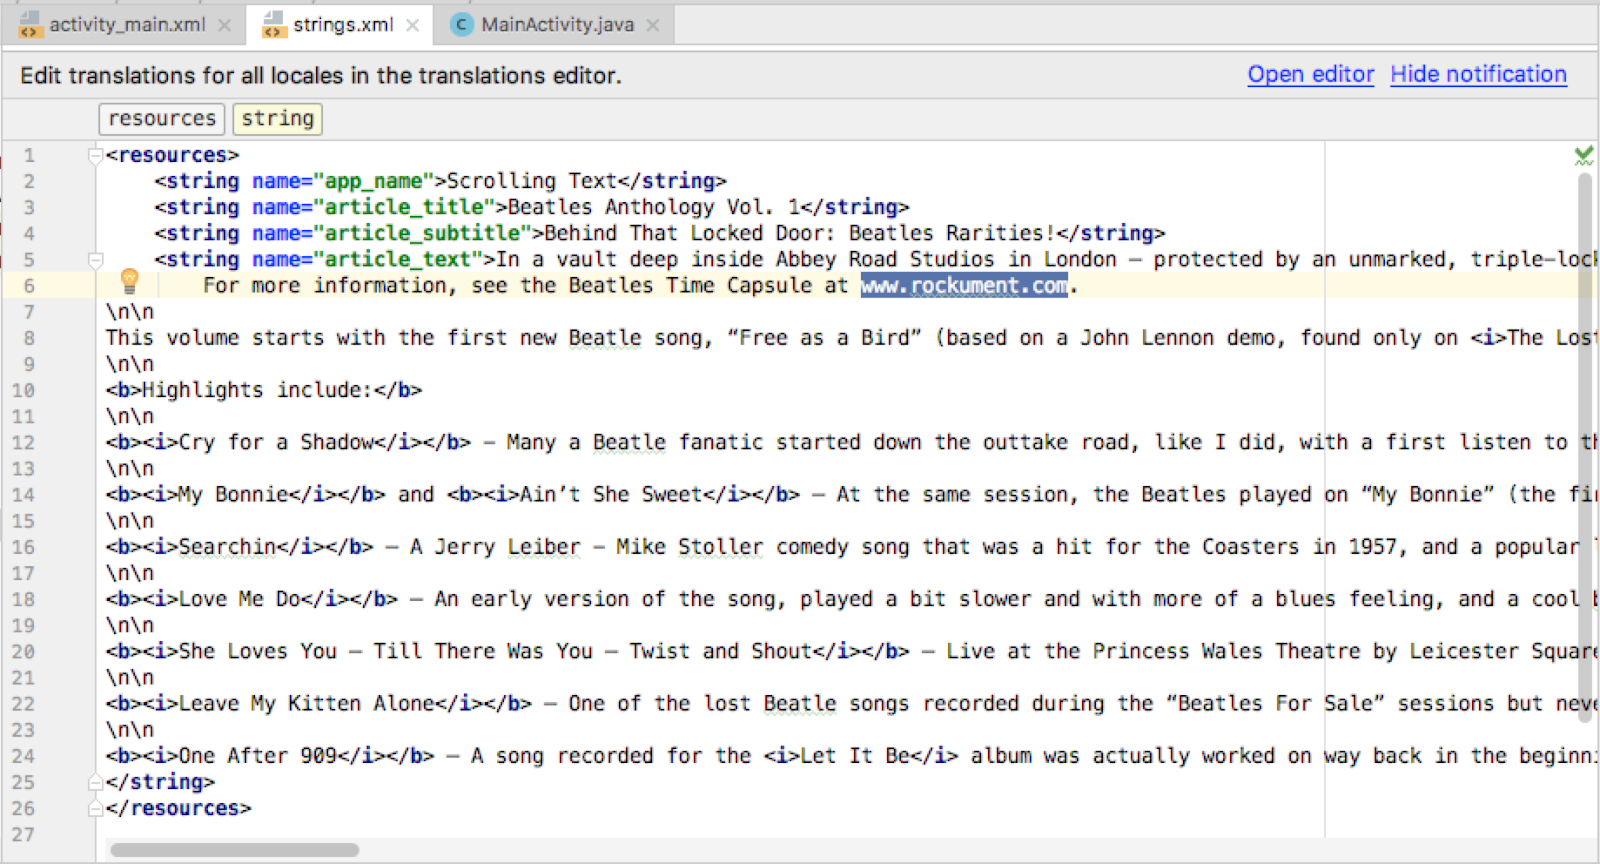 activity_main.xml strings.xml MainActivity.java
Edit translations for all locales in the translations editor. Open editor Hide notification
resources string
1 <resources>
2 <string name="app_name">Scrolling Text</string>
3 <string name="article_title">Beatles Anthology Vol. 1</string>
4 <string name="article_subtitle">Behind That Locked Door: Beatles Rarities!</string>
5 <string name="article_text">In a vault deep inside Abbey Road Studios in London — protected by an unmarked, triple-loc
6 For more information, see the Beatles Time Capsule at www.rockument.com.
7 \n\n
8 This volume starts with the first new Beatle song, “Free as a Bird” (based on a John Lennon demo, found only on <i>The Lost
9 \n\n
10 <b>Highlights include:</b>
11 \n\n
12 <b><i>Cry for a Shadow</i></b> – Many a Beatle fanatic started down the outtake road, like I did, with a first listen to th
13 \n\n
14 <b><i>My Bonnie</i></b> and <b><i>Ain’t She Sweet</i></b> – At the same session, the Beatles played on “My Bonnie” (the fi
15 \n\n
16 <b><i>Searchin</i></b> – A Jerry Leiber – Mike Stoller comedy song that was a hit for the Coasters in 1957, and a popular
17 \n\n
18 <b><i>Love Me Do</i></b> – An early version of the song, played a bit slower and with more of a blues feeling, and a cool b
19 \n\n
20 <b><i>She Loves You – Till There Was You – Twist and Shout</i></b> – Live at the Princess Wales Theatre by Leicester Square
21 \n\n
22 <b><i>Leave My Kitten Alone</i></b> – One of the lost Beatle songs recorded during the “Beatles For Sale” sessions but neve
23 \n\n
24 <b><i>One After 909</i></b> – A song recorded for the <i>Let It Be</i> album was actually worked on way back in the beginni
25 </string>
26 </resources>
27